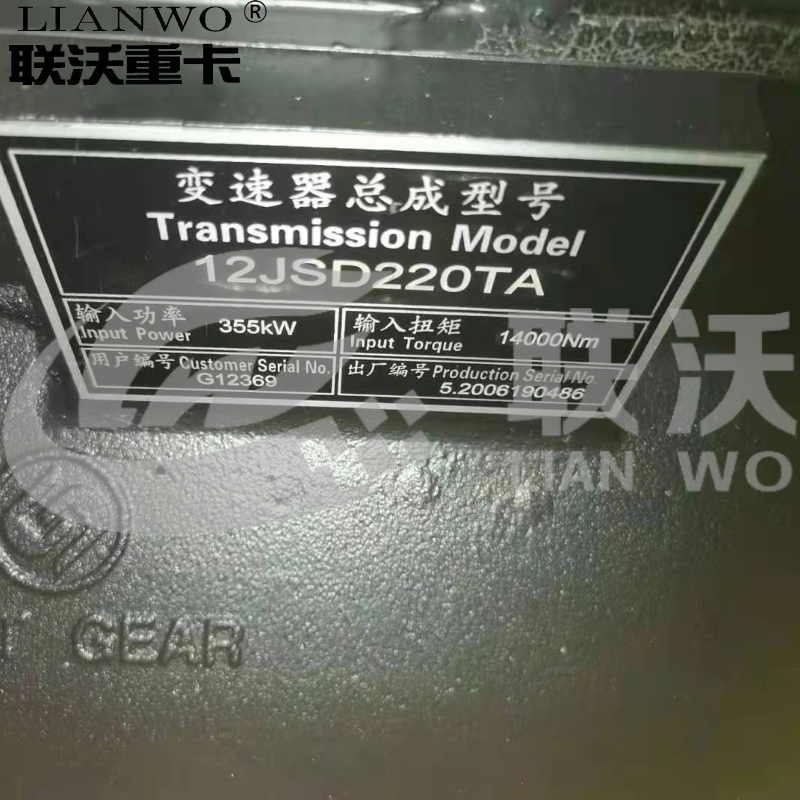 LIANWO®
联沃重卡
变速器总成型号
Transmission Model
12JSD220TA
输入功率
Input Power
355kW
输入扭矩
Input Torque
14000Nm
用户编号 Customer Serial No.
G12369
出厂编号 Production Serial No.
5.2006190486
联沃
LIAN WO
GEAR